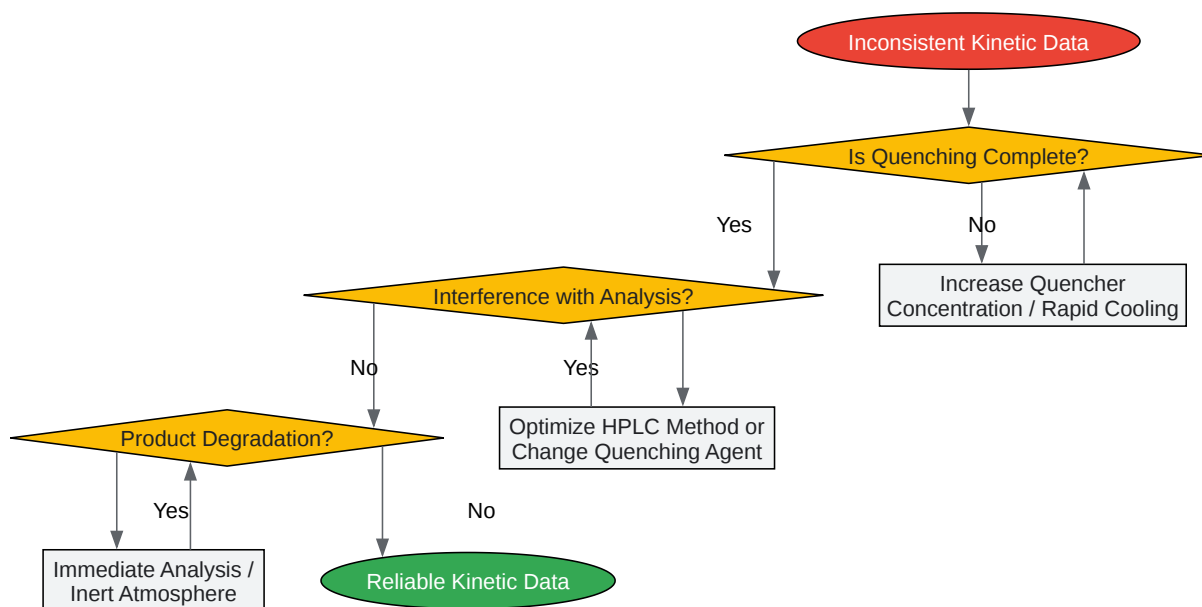 Inconsistent Kinetic Data
Is Quenching Complete?
Yes
No
Increase Quencher
Concentration / Rapid Cooling
Interference with Analysis?
No
Yes
Optimize HPLC Method or
Change Quenching Agent
Product Degradation?
Yes
No
Immediate Analysis /
Inert Atmosphere
Reliable Kinetic Data